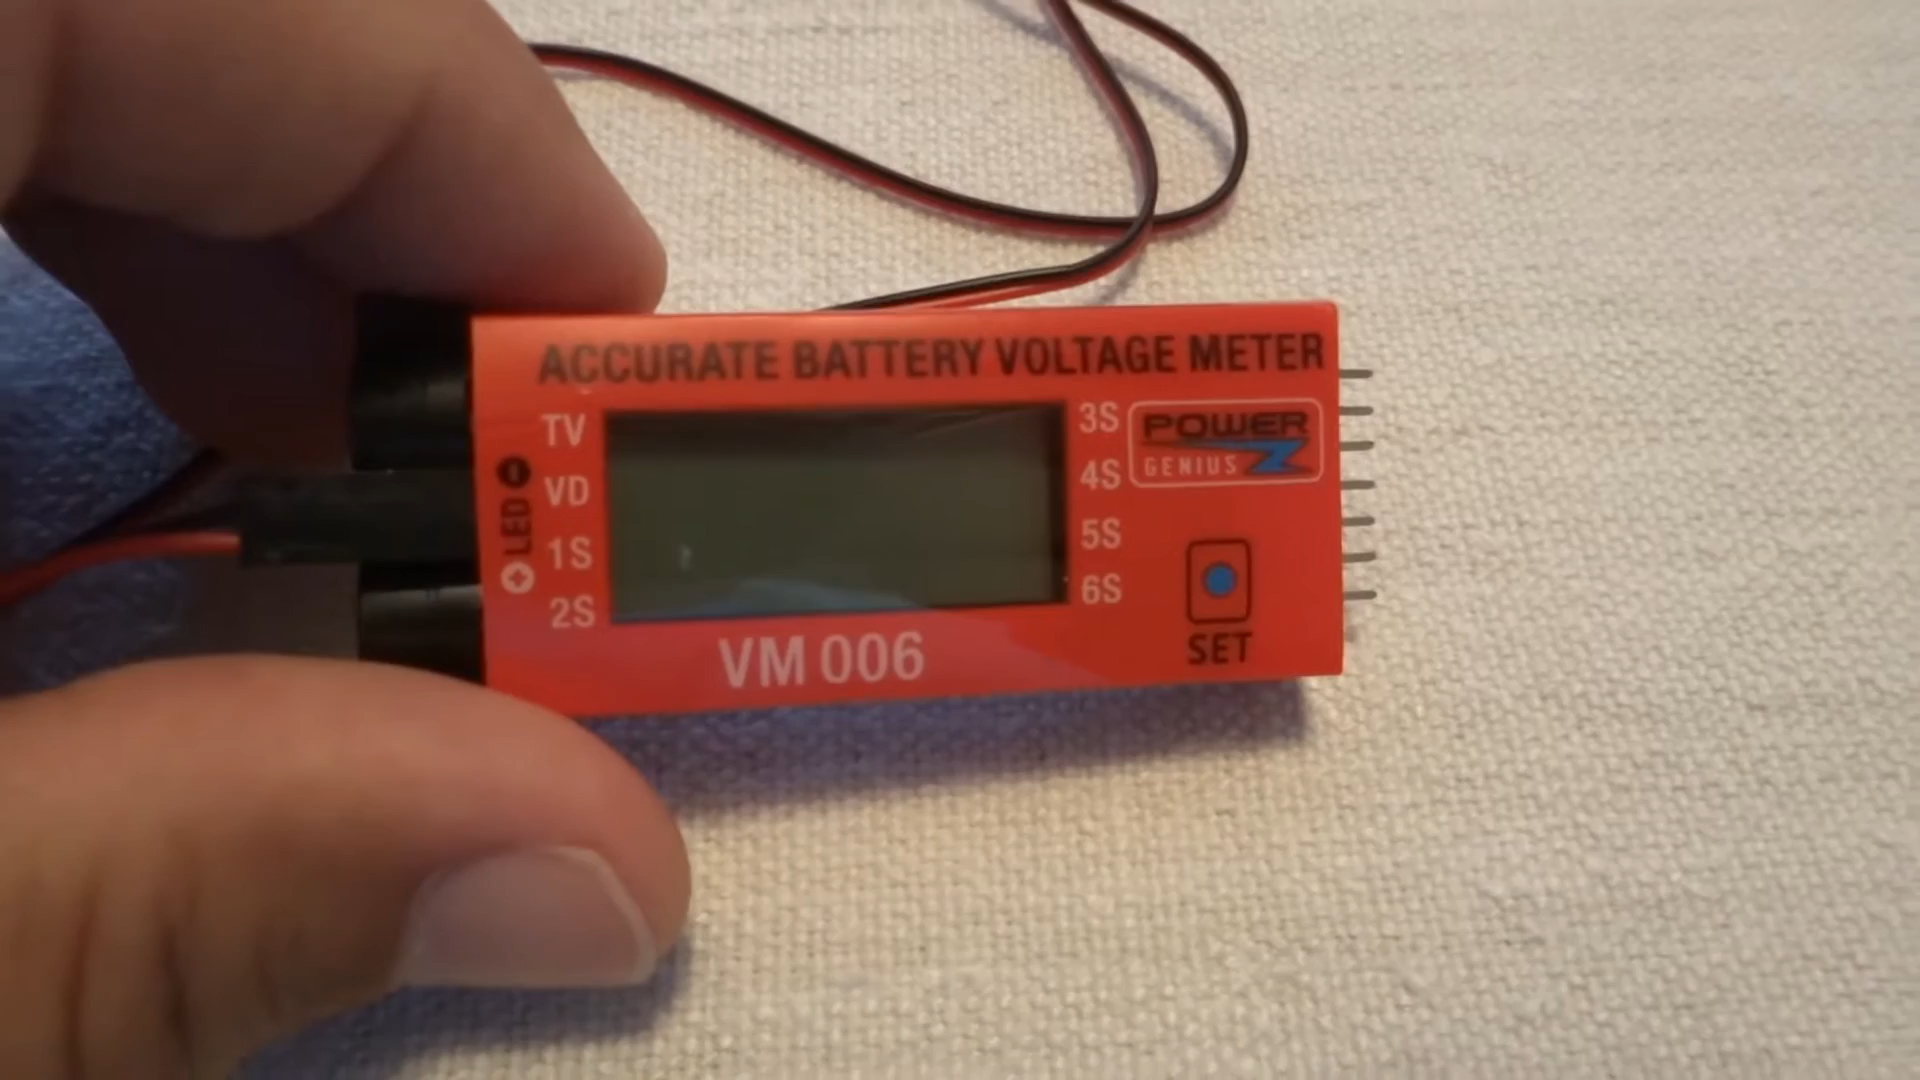 ACCURATE BATTERY VOLTAGE METER
TV
VD
1S
2S
LED
3S
4S
5S
6S
POWER
GENIUS
SET
VM 006